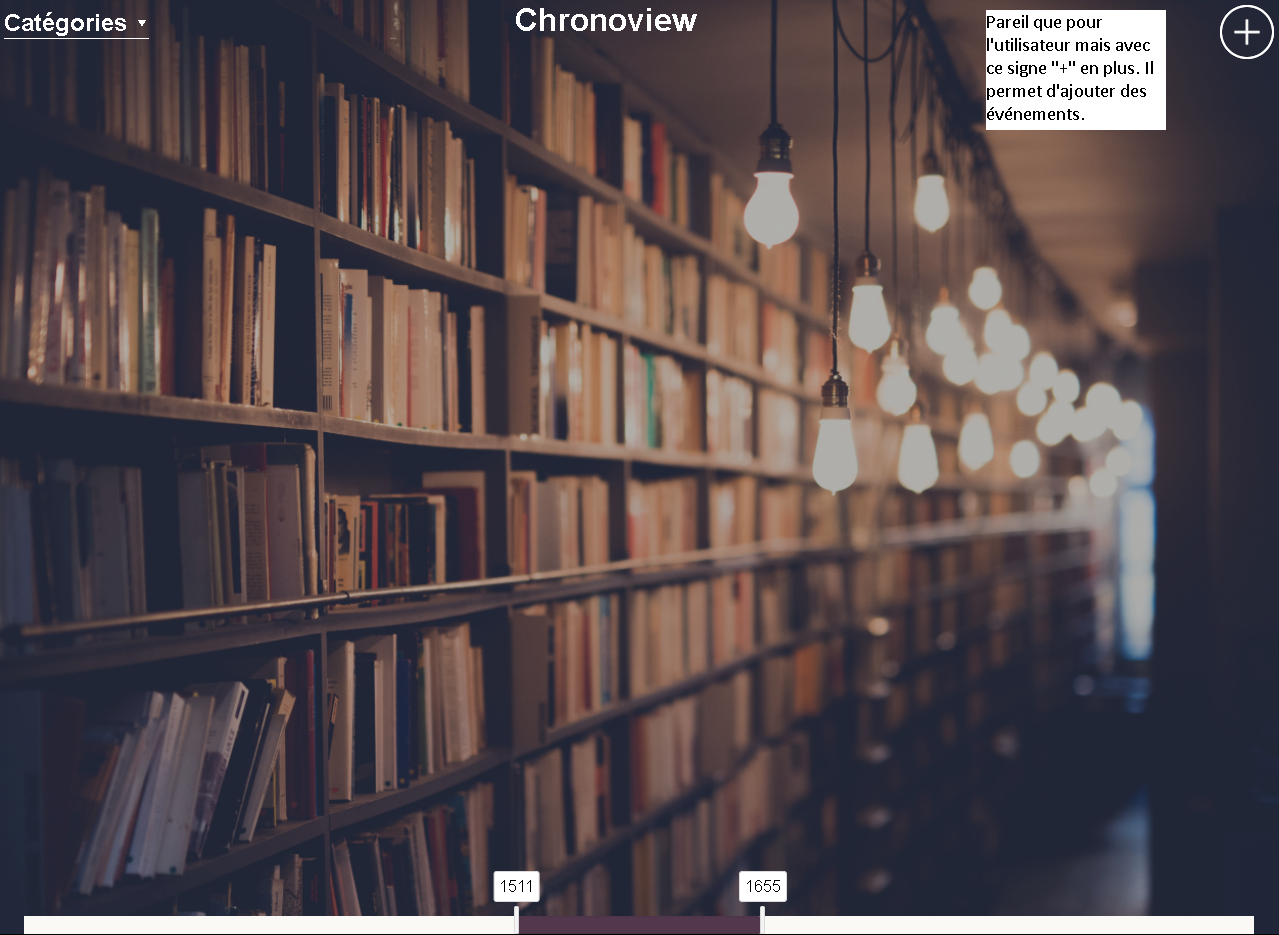 Catégories ▾
Chronoview
Pareil que pour
l'utilisateur mais avec
ce signe "+" en plus. Il
permet d'ajouter des
événements.
1511
1655